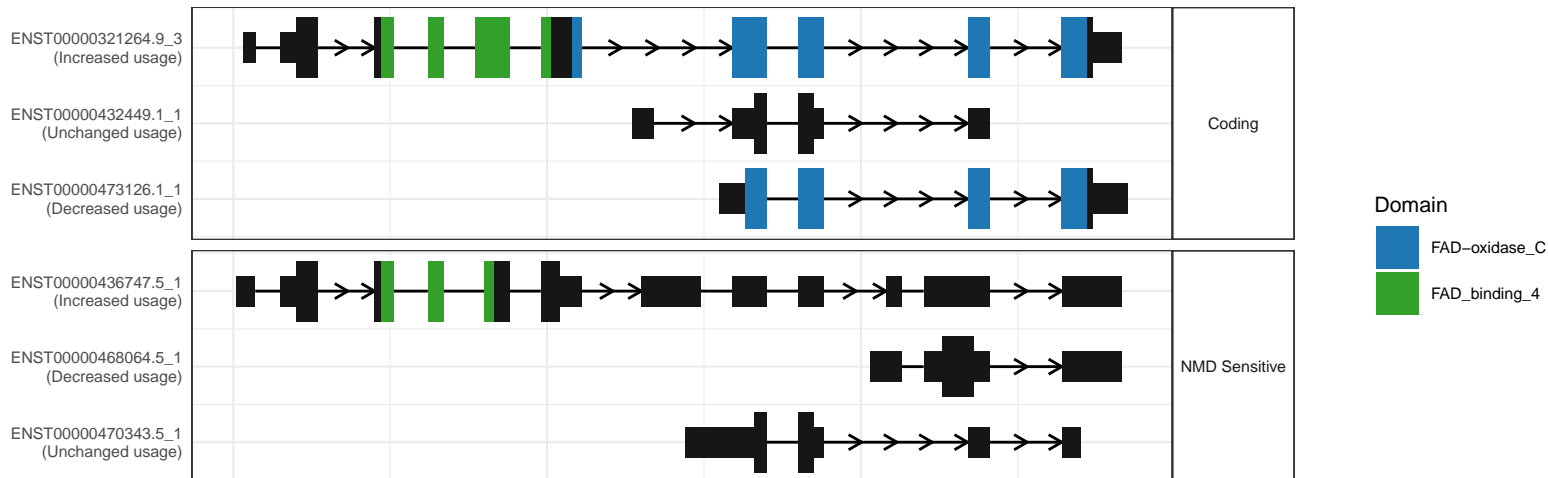 ENST00000321264.9_3
(Increased usage)
ENST00000432449.1_1
(Unchanged usage)
ENST00000473126.1_1
(Decreased usage)
Coding
ENST00000436747.5_1
(Increased usage)
ENST00000468064.5_1
(Decreased usage)
ENST00000470343.5_1
(Unchanged usage)
NMD Sensitive
Domain
FAD−oxidase_C
FAD_binding_4